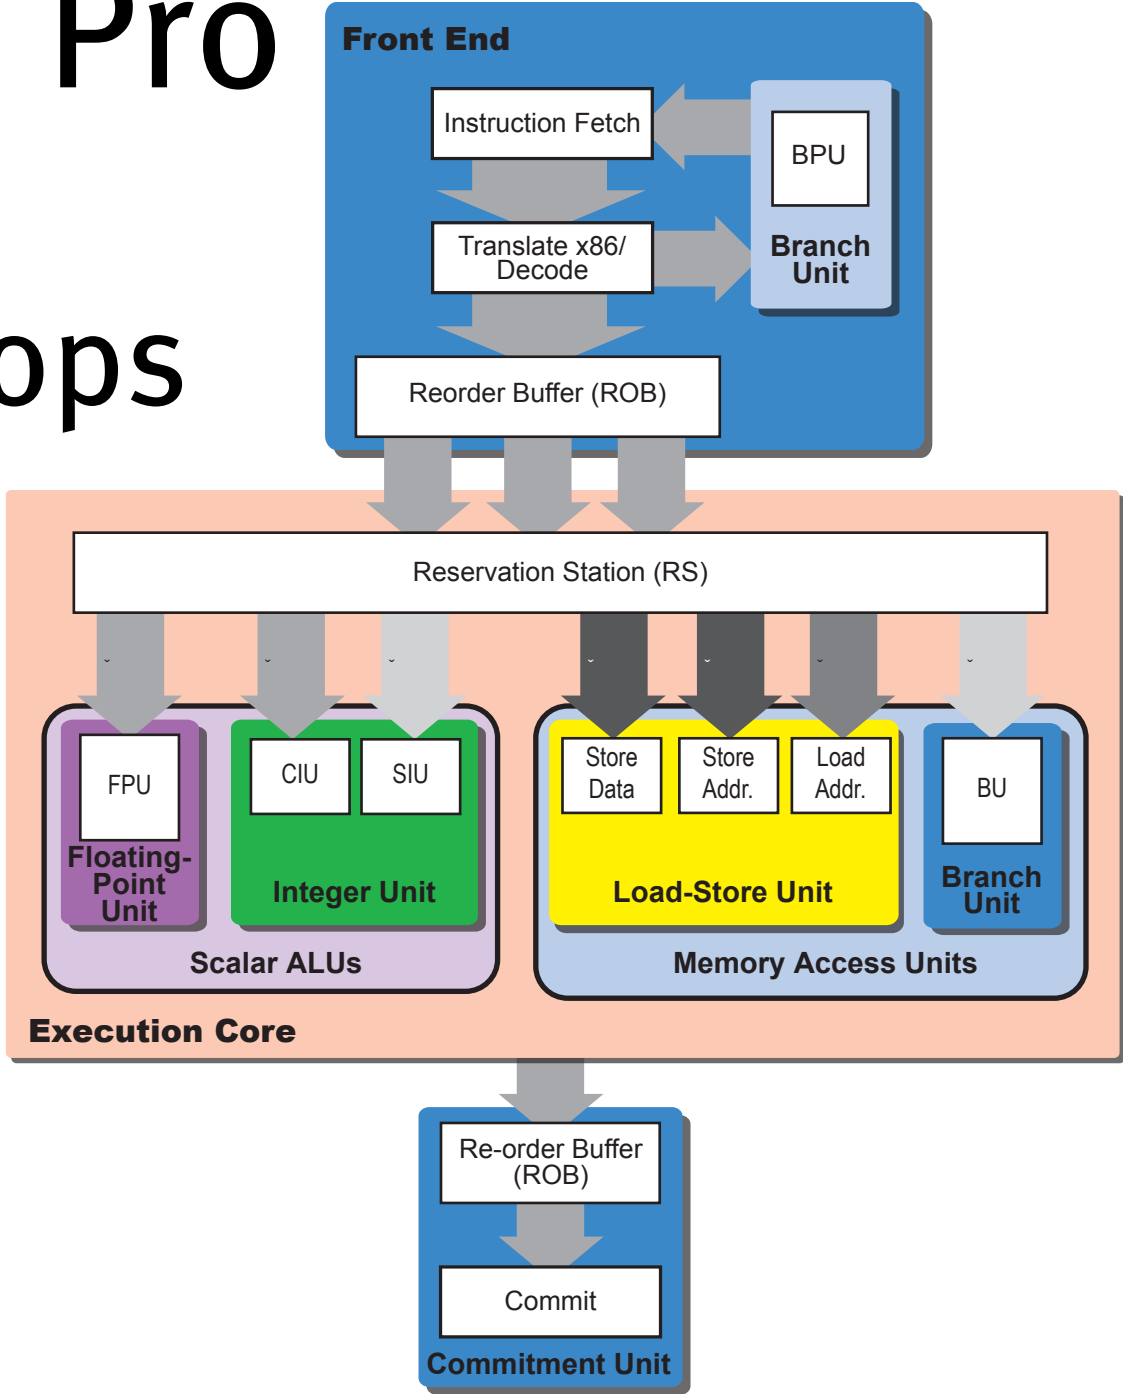 Pro
Front End
Instruction Fetch
BPU
Translate x86/
Decode
Branch
Unit
ops
Reorder Buffer (ROB)
Reservation Station (RS)
FPU
CIU
SIU
Store
Data
Store
Addr.
Load
Addr.
BU
Floating-
Point
Unit
Integer Unit
Load-Store Unit
Branch
Unit
Scalar ALUs
Memory Access Units
Execution Core
Re-order Buffer
(ROB)
Commit
Commitment Unit